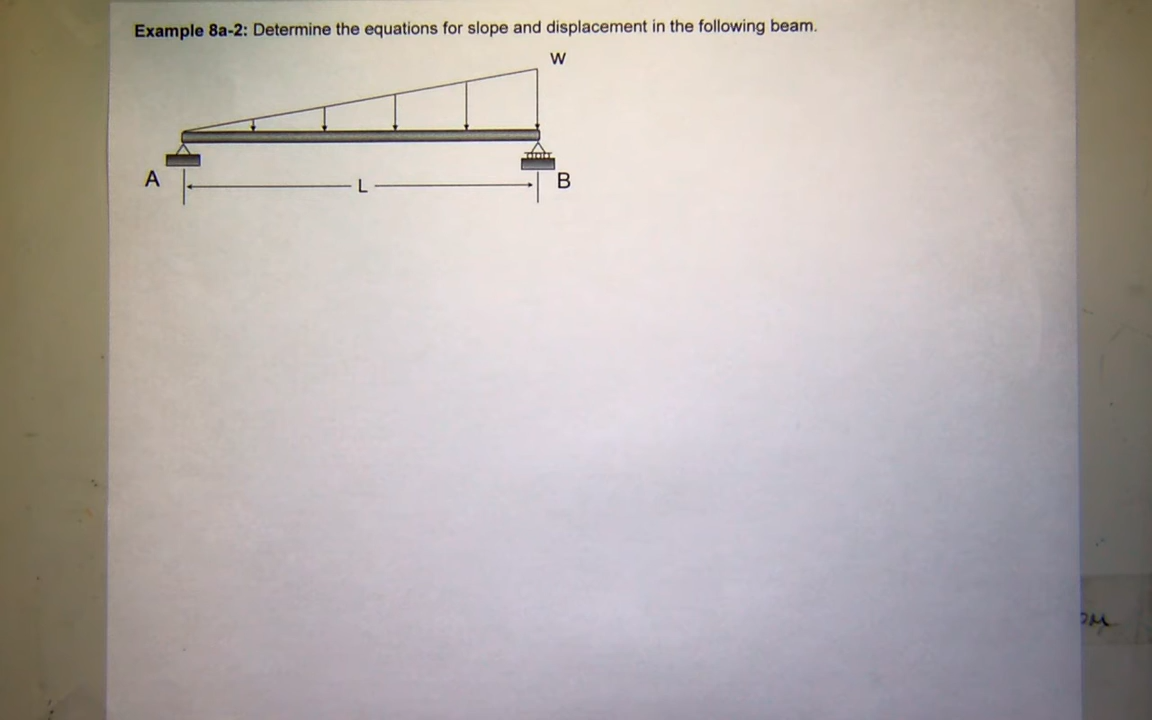 Example 8a-2: Determine the equations for slope and displacement in the following beam.
W
A
L
B